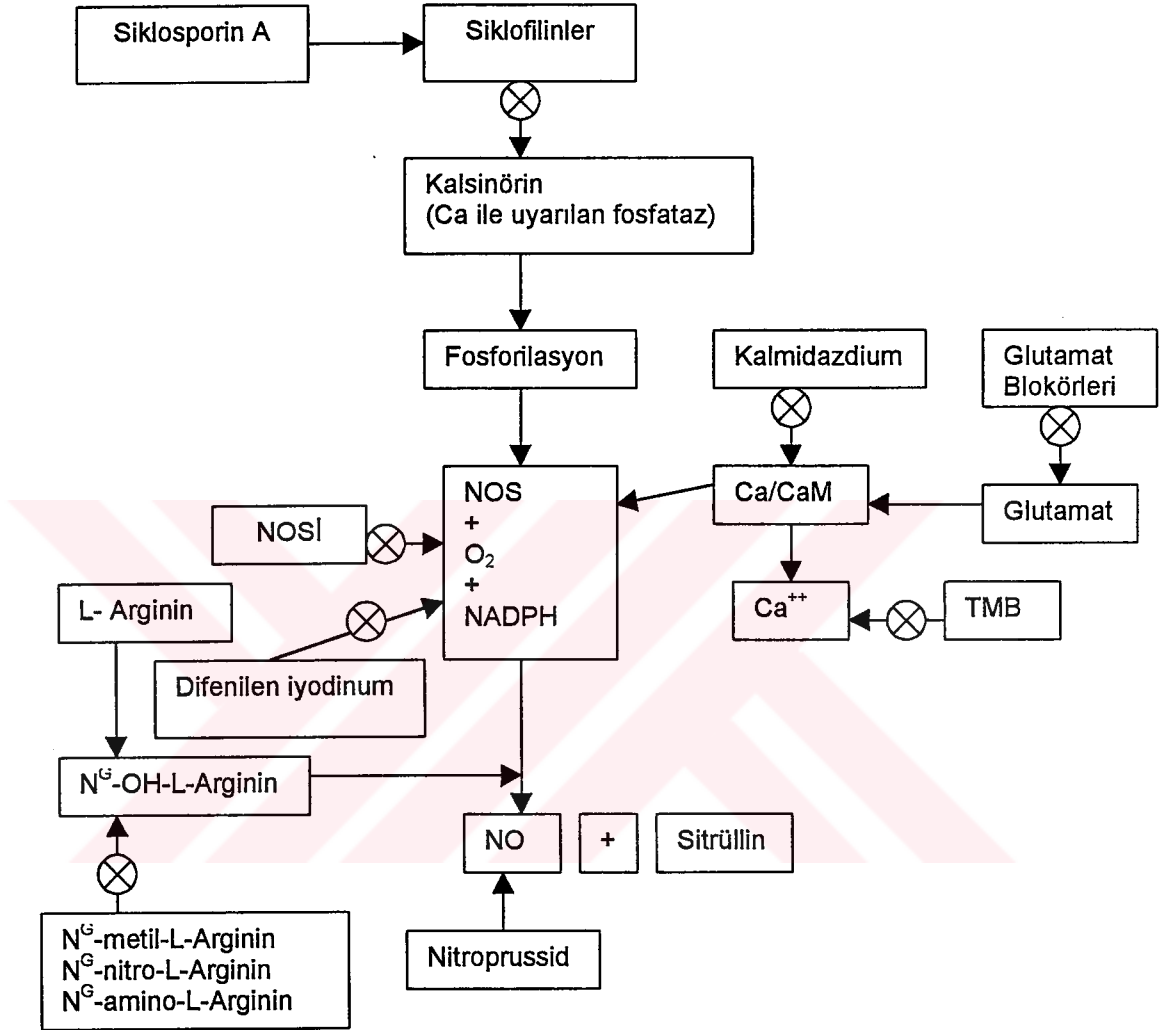 Siklosporin A
Siklofilinler
Kalsinörin
(Ca ile uyarılan fosfataz)
Fosforilasyon
Kalmidazdium
Glutamat
Blokörleri
NOS
+
O₂
+
NADPH
Ca/CaM
Glutamat
NOSİ
L- Arginin
Ca⁺⁺
TMB
Difenilen iyodinum
Nᴳ-OH-L-Arginin
NO
+
Sitrüllin
Nᴳ-metil-L-Arginin
Nᴳ-nitro-L-Arginin
Nᴳ-amino-L-Arginin
Nitroprussid